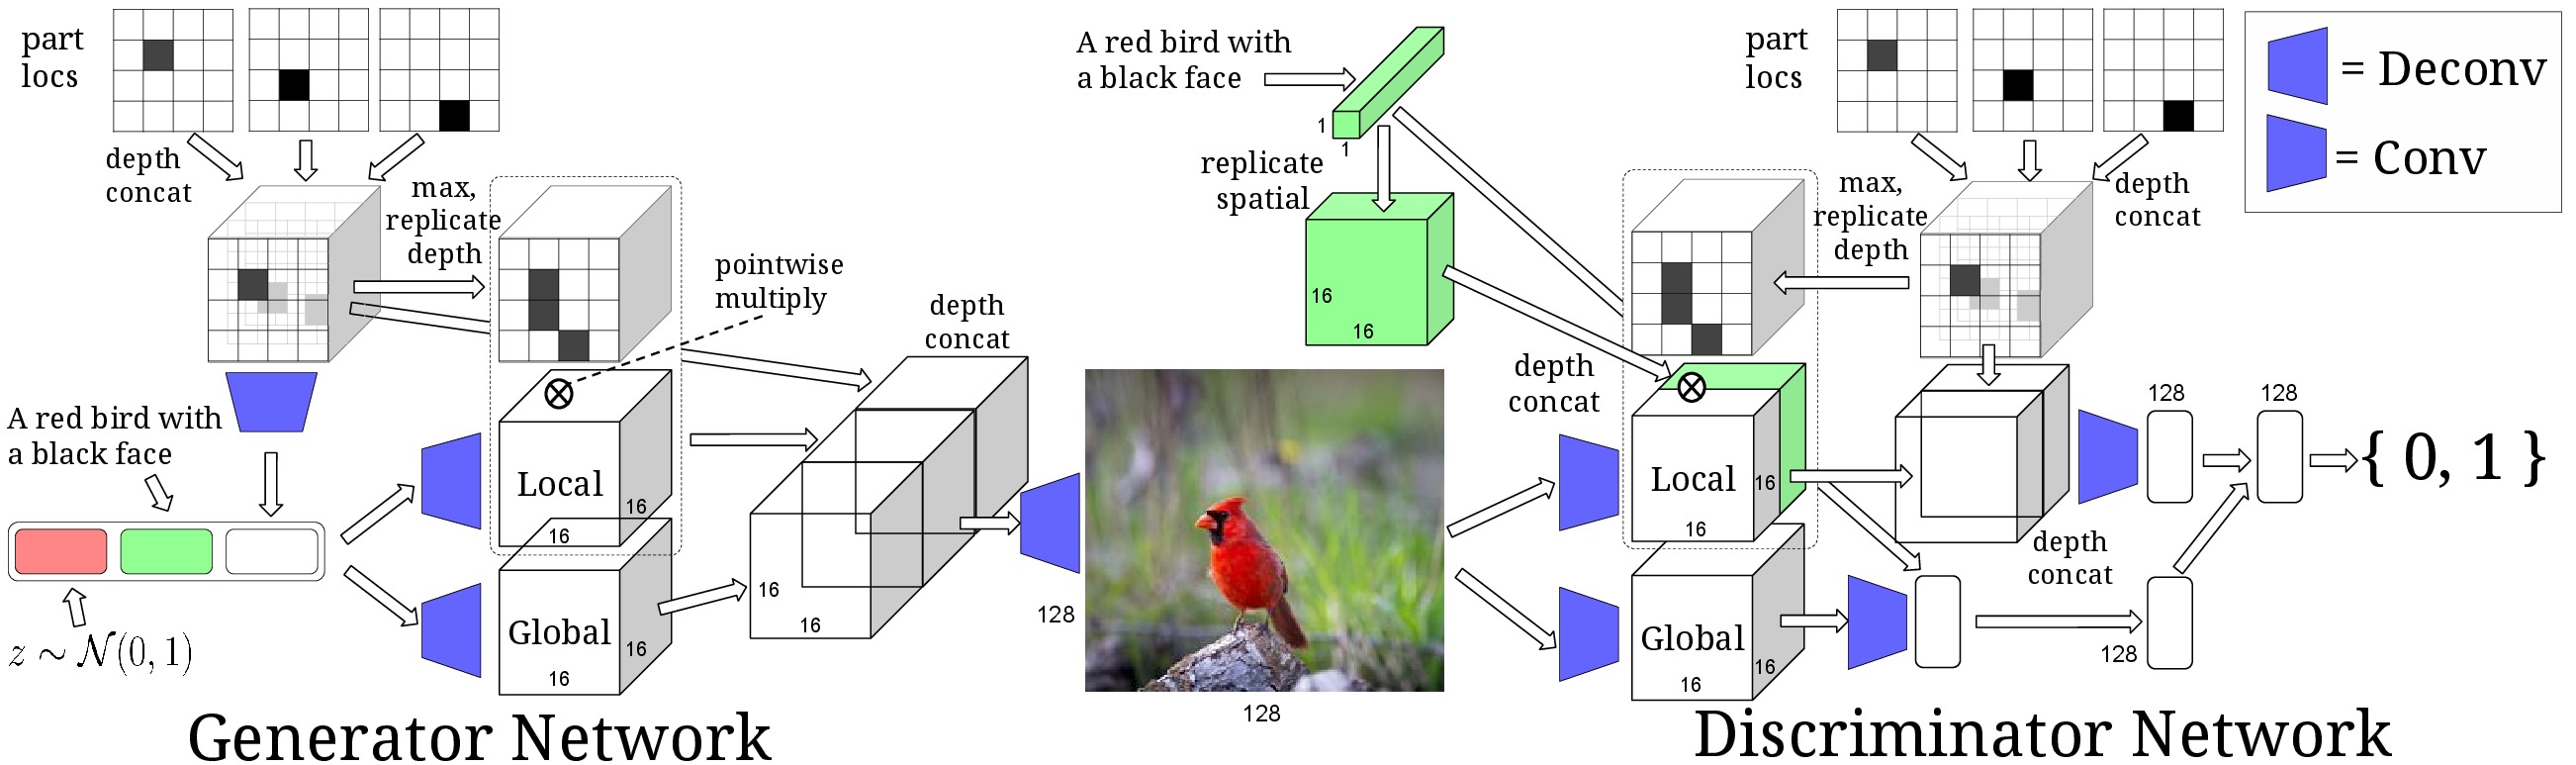 part
locs
depth
concat
max,
replicate
depth
pointwise
multiply
depth
concat
A red bird with
a black face
z ∼ 𝒩(0, 1)
Local
16
16
Global
16
16
16
16
128
128
Generator Network
A red bird with
a black face
1
1
replicate
spatial
16
16
part
locs
depth
concat
max,
replicate
depth
depth
concat
Local
16
16
Global
16
16
depth
concat
128
128
128
{ 0, 1 }
Discriminator Network
= Deconv
= Conv